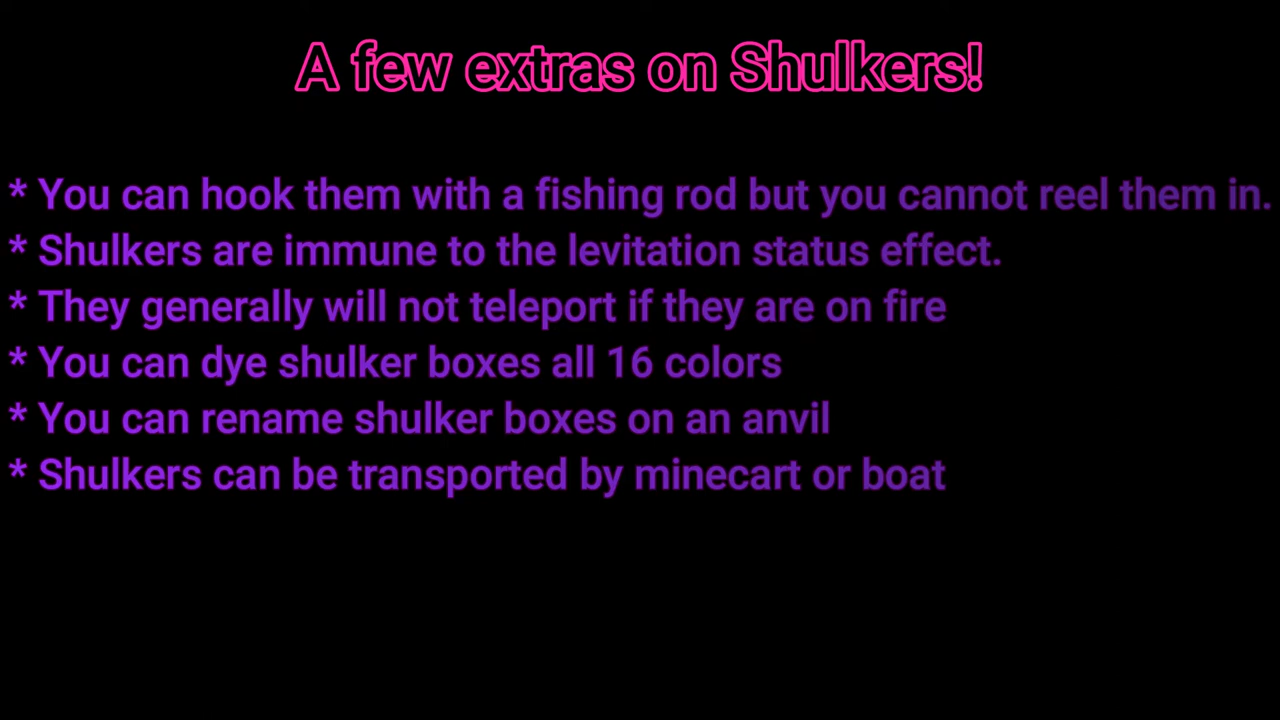 A few extras on Shulkers!
* You can hook them with a fishing rod but you cannot reel them in.
* Shulkers are immune to the levitation status effect.
* They generally will not teleport if they are on fire
* You can dye shulker boxes all 16 colors
* You can rename shulker boxes on an anvil
* Shulkers can be transported by minecart or boat